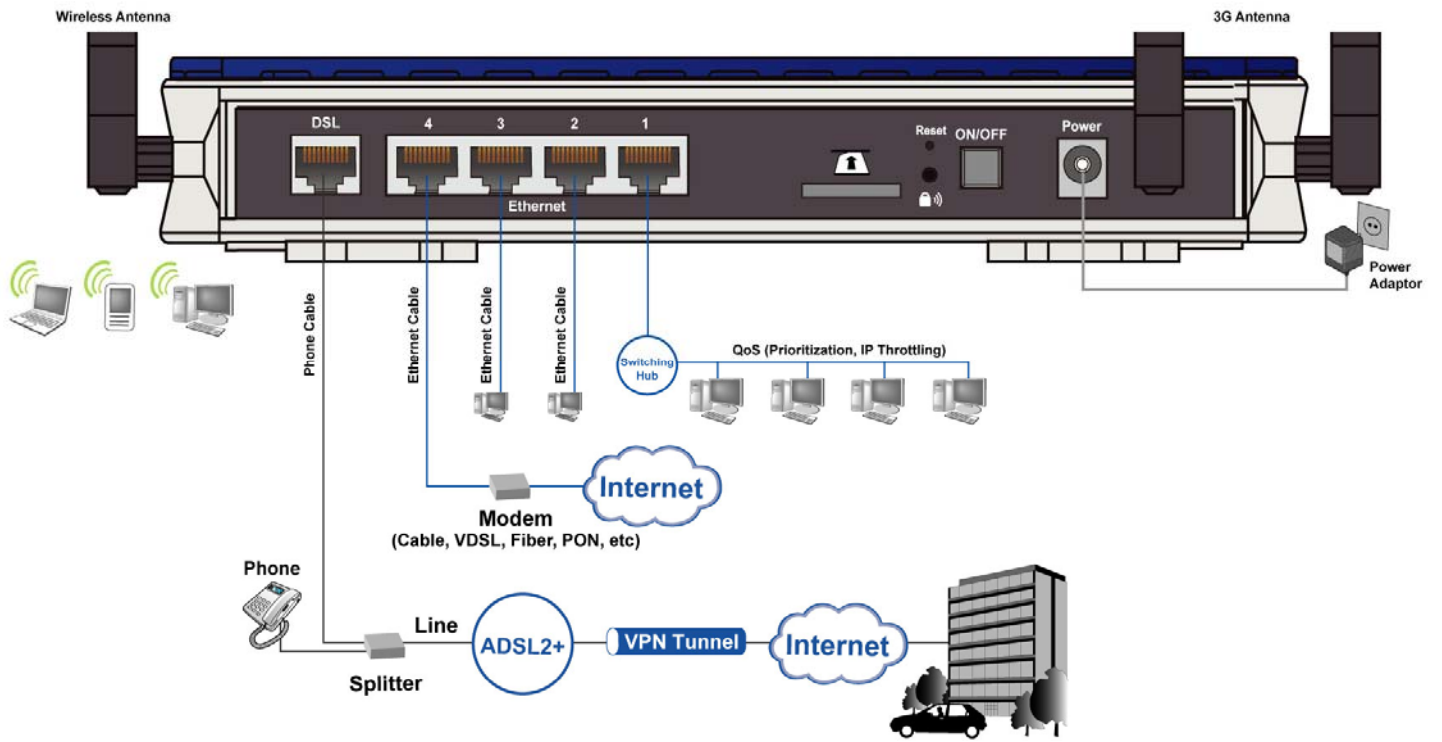 Wireless Antenna
3G Antenna
DSL
4
3
2
1
Ethernet
Reset
ON/OFF
Power
Power
Adaptor
Phone Cable
Ethernet Cable
Ethernet Cable
Ethernet Cable
Switching
Hub
QoS (Prioritization, IP Throttling)
Internet
Modem
(Cable, VDSL, Fiber, PON, etc)
Phone
Line
Splitter
ADSL2+
VPN Tunnel
Internet